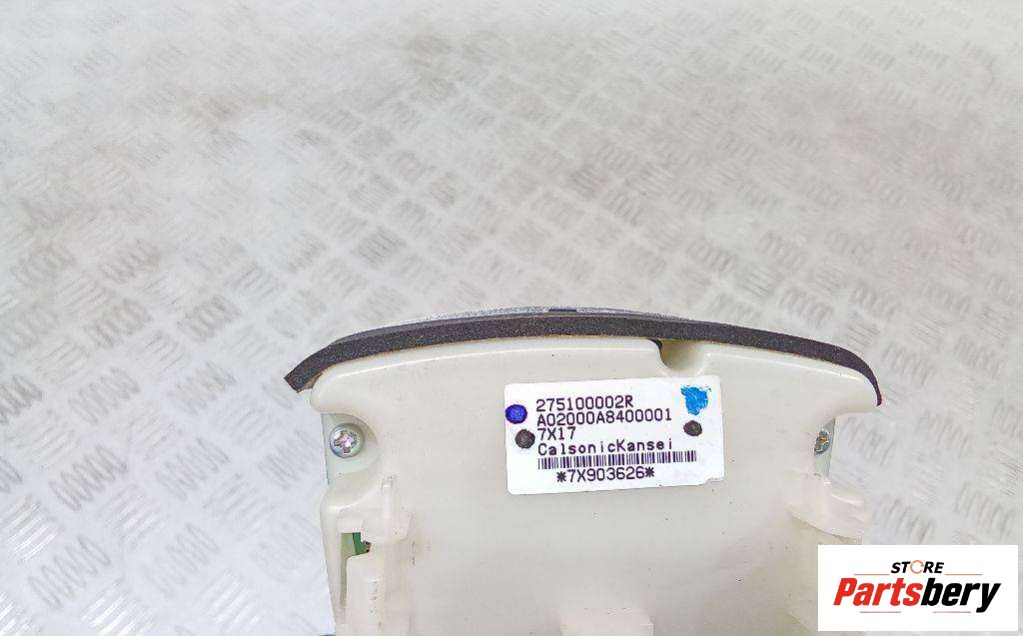 275100002R
A02000A8400001
7X17
CalsonicKansei
*7X903626*
STORE
Partsbery